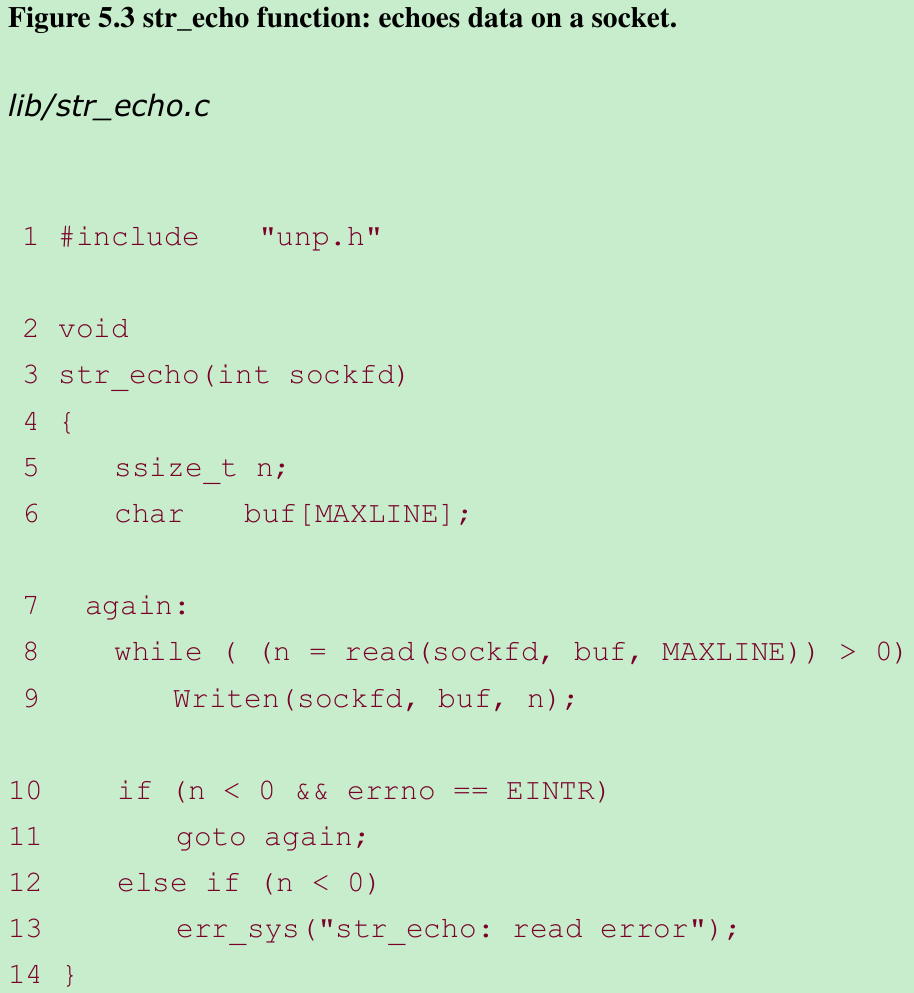 Figure 5.3 str_echo function: echoes data on a socket.
lib/str_echo.c
1 #include   "unp.h"
2 void
3 str_echo(int sockfd)
4 {
5     ssize_t n;
6     char   buf[MAXLINE];
7   again:
8     while ( (n = read(sockfd, buf, MAXLINE)) > 0)
9         Writen(sockfd, buf, n);
10     if (n < 0 && errno == EINTR)
11         goto again;
12     else if (n < 0)
13         err_sys("str_echo: read error");
14 }